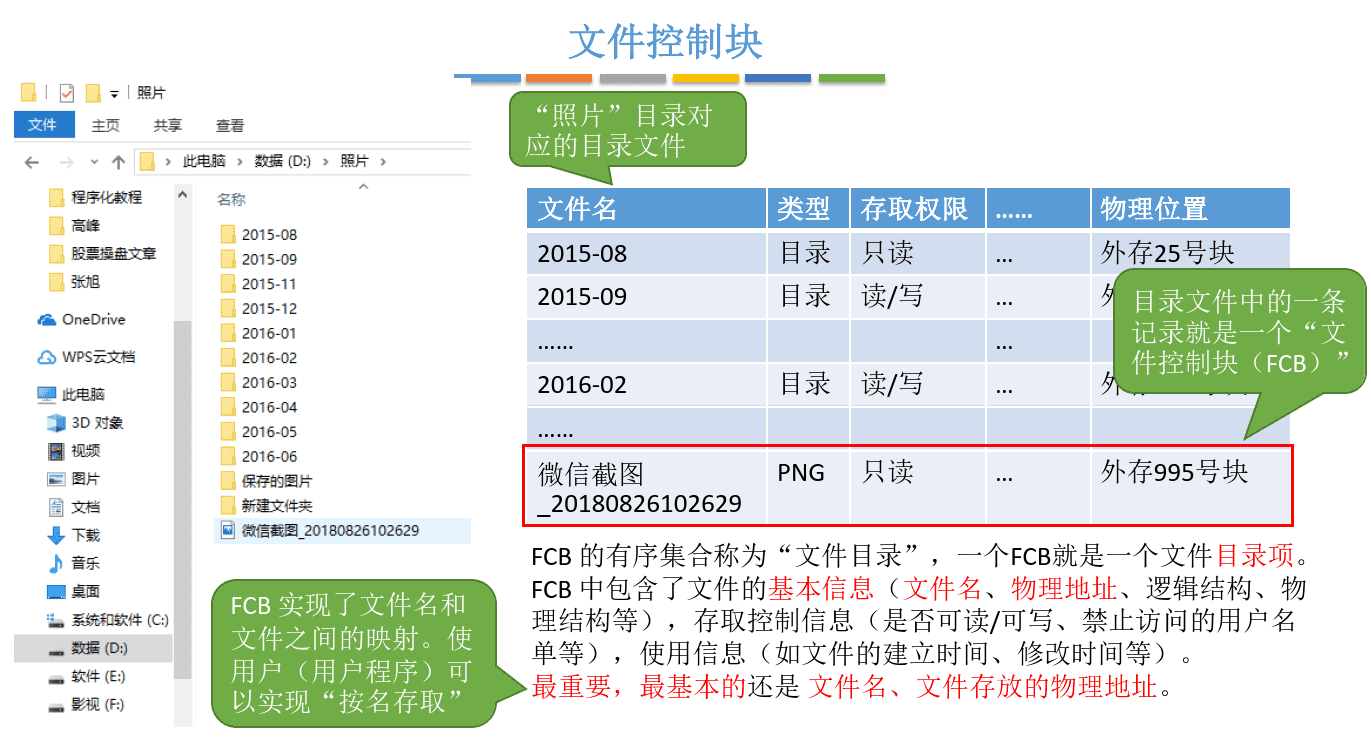 文件控制块
照片
文件 主页 共享 查看
此电脑 数据 (D:) 照片
程序化教程
高峰
股票操盘文章
张旭
OneDrive
WPS云文档
此电脑
3D 对象
视频
图片
文档
下载
音乐
桌面
系统和软件 (C:)
数据 (D:)
软件 (E:)
影视 (F:)
名称
2015-08
2015-09
2015-11
2015-12
2016-01
2016-02
2016-03
2016-04
2016-05
2016-06
保存的图片
新建文件夹
微信截图_20180826102629
“照片”目录对
应的目录文件
文件名 类型 存取权限 …… 物理位置
2015-08 目录 只读 … 外存25号块
2015-09 目录 读/写 …
…… …
2016-02 目录 读/写 …
……
微信截图 PNG 只读 … 外存995号块
_20180826102629
目录文件中的一条
记录就是一个“文
件控制块（FCB）”
FCB 的有序集合称为“文件目录”，一个FCB就是一个文件目录项。
FCB 中包含了文件的基本信息（文件名、物理地址、逻辑结构、物
理结构等），存取控制信息（是否可读/可写、禁止访问的用户名
单等），使用信息（如文件的建立时间、修改时间等）。
最重要，最基本的还是 文件名、文件存放的物理地址。
FCB 实现了文件名和
文件之间的映射。使
用户（用户程序）可
以实现“按名存取”